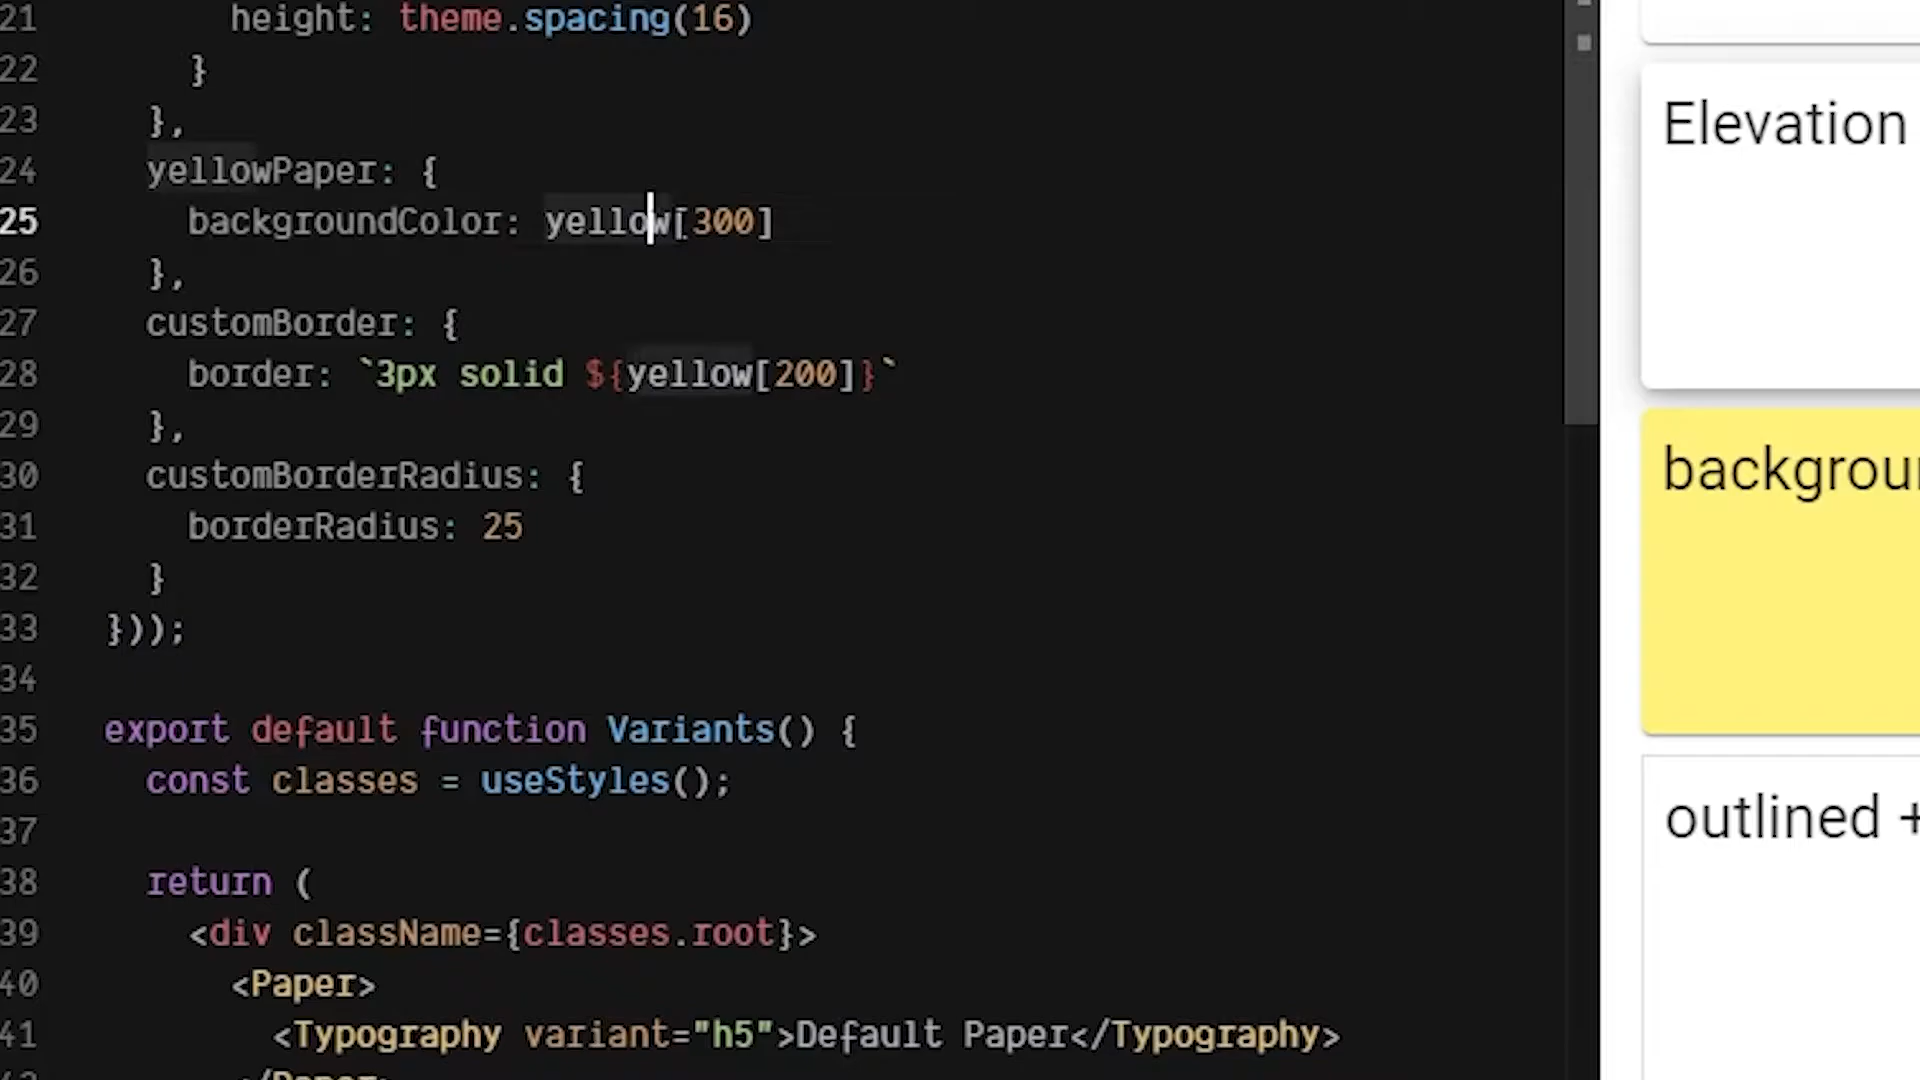 21 height: theme.spacing(16)
22 }
23 },
24 yellowPaper: {
25 backgroundColor: yellow[300]
26 },
27 customBorder: {
28 border: `3px solid ${yellow[200]}`
29 },
30 customBorderRadius: {
31 borderRadius: 25
32 }
33 }));
34
35 export default function Variants() {
36 const classes = useStyles();
37
38 return (
39 <div className={classes.root}>
40 <Paper>
41 <Typography variant="h5">Default Paper</Typography>
42 </Paper>
Elevation
backgrou
outlined +